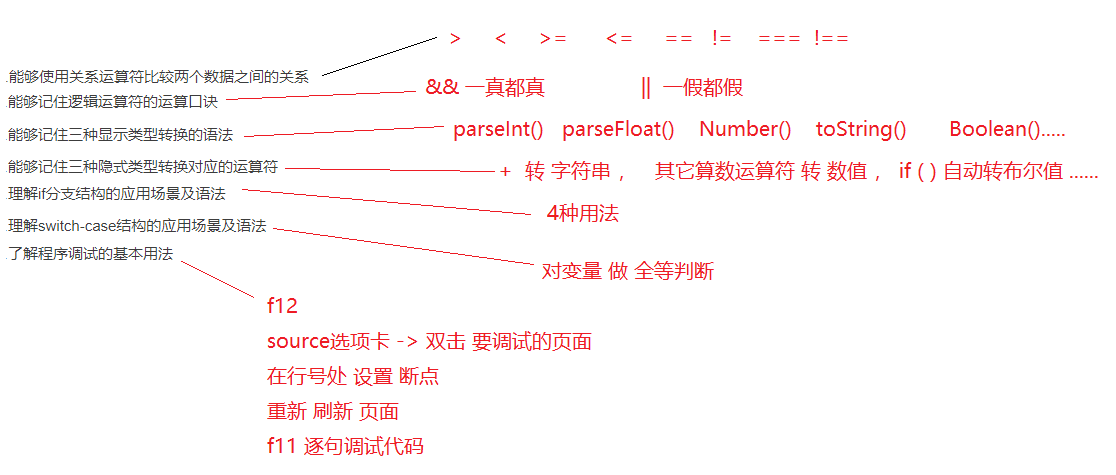 > < >= <= == != === !==
能够使用关系运算符比较两个数据之间的关系
能够记住逻辑运算符的运算口诀
&& 一真都真 || 一假都假
能够记住三种显示类型转换的语法
parseInt() parseFloat() Number() toString() Boolean().....
能够记住三种隐式类型转换对应的运算符
+ 转 字符串 , 其它算数运算符 转 数值 , if ( ) 自动转布尔值 ......
理解if分支结构的应用场景及语法
4种用法
理解switch-case结构的应用场景及语法
对变量 做 全等判断
了解程序调试的基本用法
f12
source选项卡 -> 双击 要调试的页面
在行号处 设置 断点
重新 刷新 页面
f11 逐句调试代码